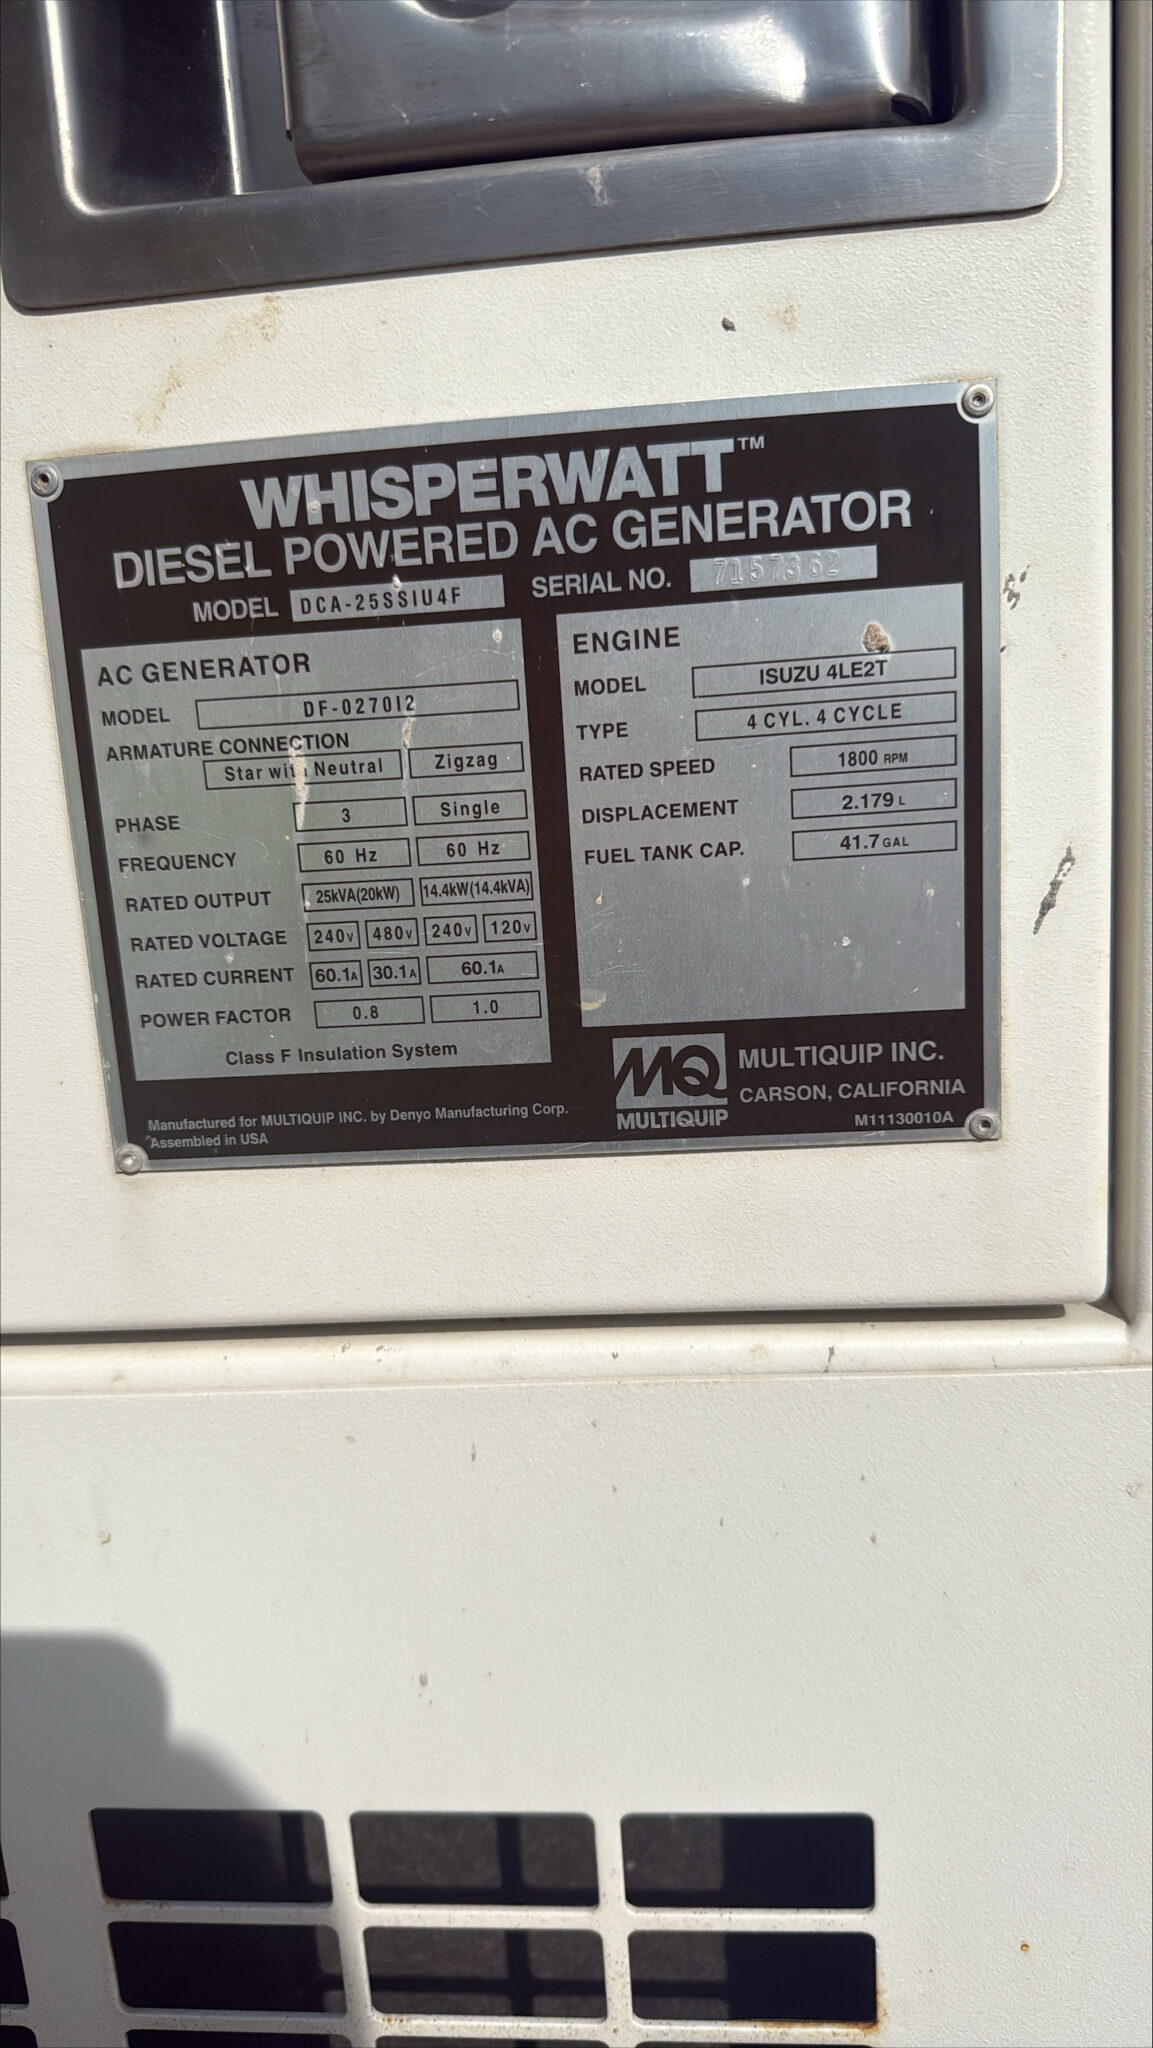 WHISPERWATT™
DIESEL POWERED AC GENERATOR
MODEL DCA-25SSIU4F SERIAL NO. 7157362
AC GENERATOR
MODEL DF-0270I2
ARMATURE CONNECTION
Star with Neutral Zigzag
PHASE 3 Single
FREQUENCY 60 Hz 60 Hz
RATED OUTPUT 25kVA(20kW) 14.4kW(14.4kVA)
RATED VOLTAGE 240V 480V 240V 120V
RATED CURRENT 60.1A 30.1A 60.1A
POWER FACTOR 0.8 1.0
Class F Insulation System
ENGINE
MODEL ISUZU 4LE2T
TYPE 4 CYL. 4 CYCLE
RATED SPEED 1800 RPM
DISPLACEMENT 2.179 L
FUEL TANK CAP. 41.7 GAL
Manufactured for MULTIQUIP INC. by Denyo Manufacturing Corp.
Assembled in USA
MQ
MULTIQUIP
MULTIQUIP INC.
CARSON, CALIFORNIA
M11130010A